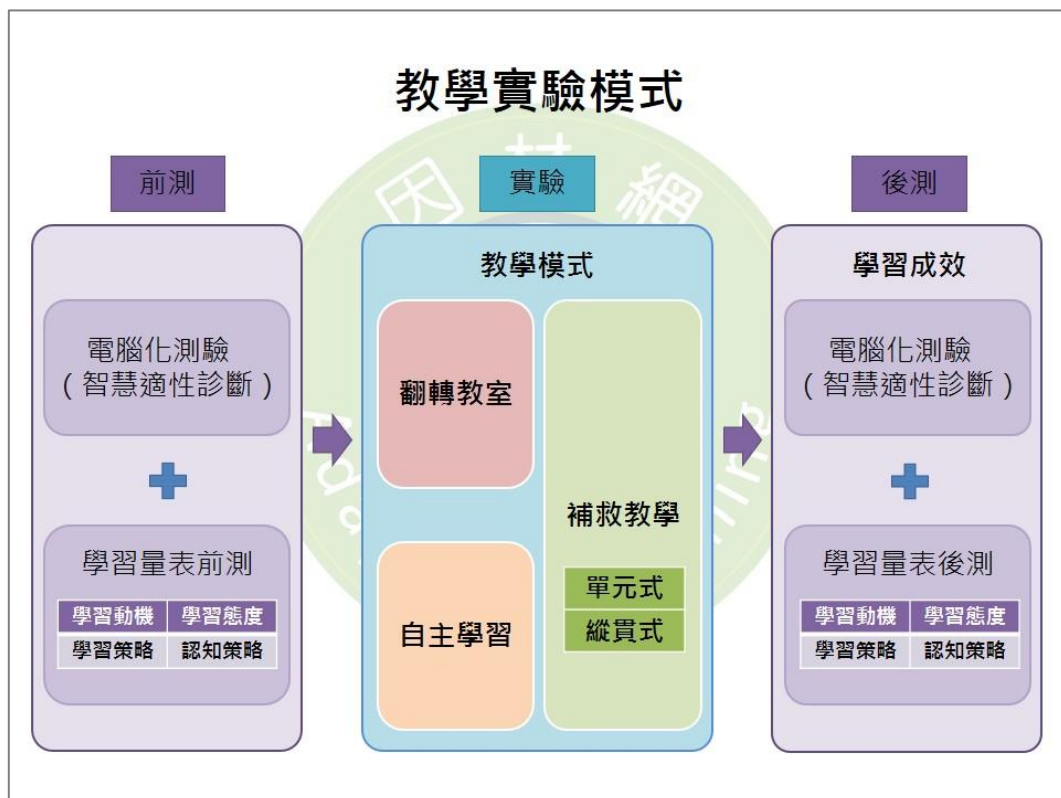 教學實驗模式
前測
電腦化測驗
（智慧適性診斷）
學習量表前測
學習動機 學習態度
學習策略 認知策略
實驗
教學模式
翻轉教室
自主學習
補救教學
單元式
縱貫式
後測
學習成效
電腦化測驗
（智慧適性診斷）
學習量表後測
學習動機 學習態度
學習策略 認知策略
因材網